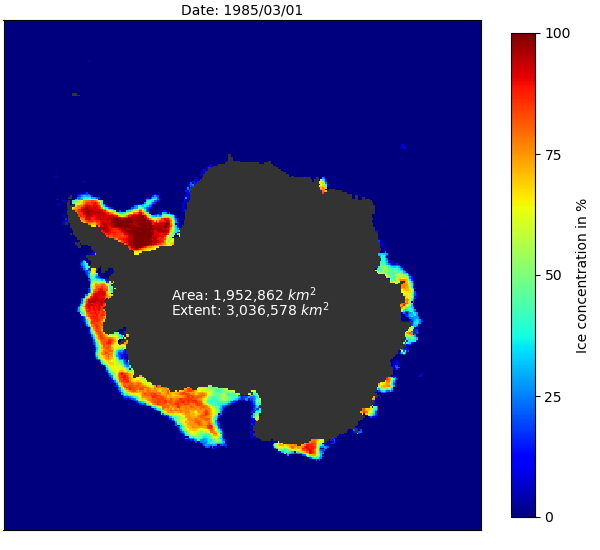 Date: 1985/03/01
Area: 1,952,862 km²
Extent: 3,036,578 km²
100
75
50
25
0
Ice concentration in %